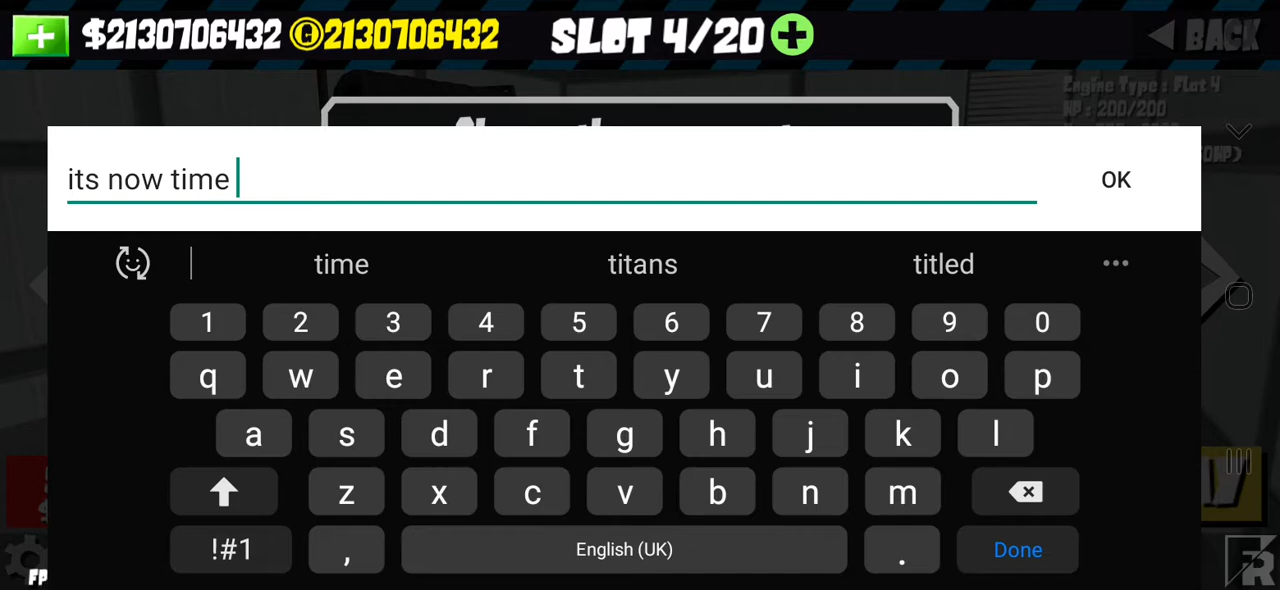 $2130706432 G 2130706432 SLOT 4/20 BACK
Engine Type : Flat 4
HP : 200/200
its now time OK
time titans titled
1 2 3 4 5 6 7 8 9 0
q w e r t y u i o p
a s d f g h j k l
z x c v b n m
!#1 , English (UK) . Done
FP
FR